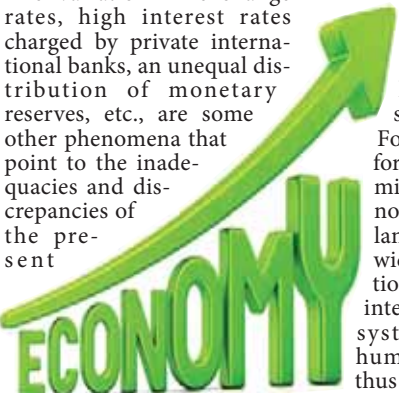 rates, high interest rates
charged by private interna-
tional banks, an unequal dis-
tribution of monetary
reserves, etc., are some
other phenomena that
point to the inade-
quacies and dis-
crepancies of
the pre-
sent
ECONOMY
s
Fo
for
mi
no
lan
wid
tio
inte
syst
hum
thus